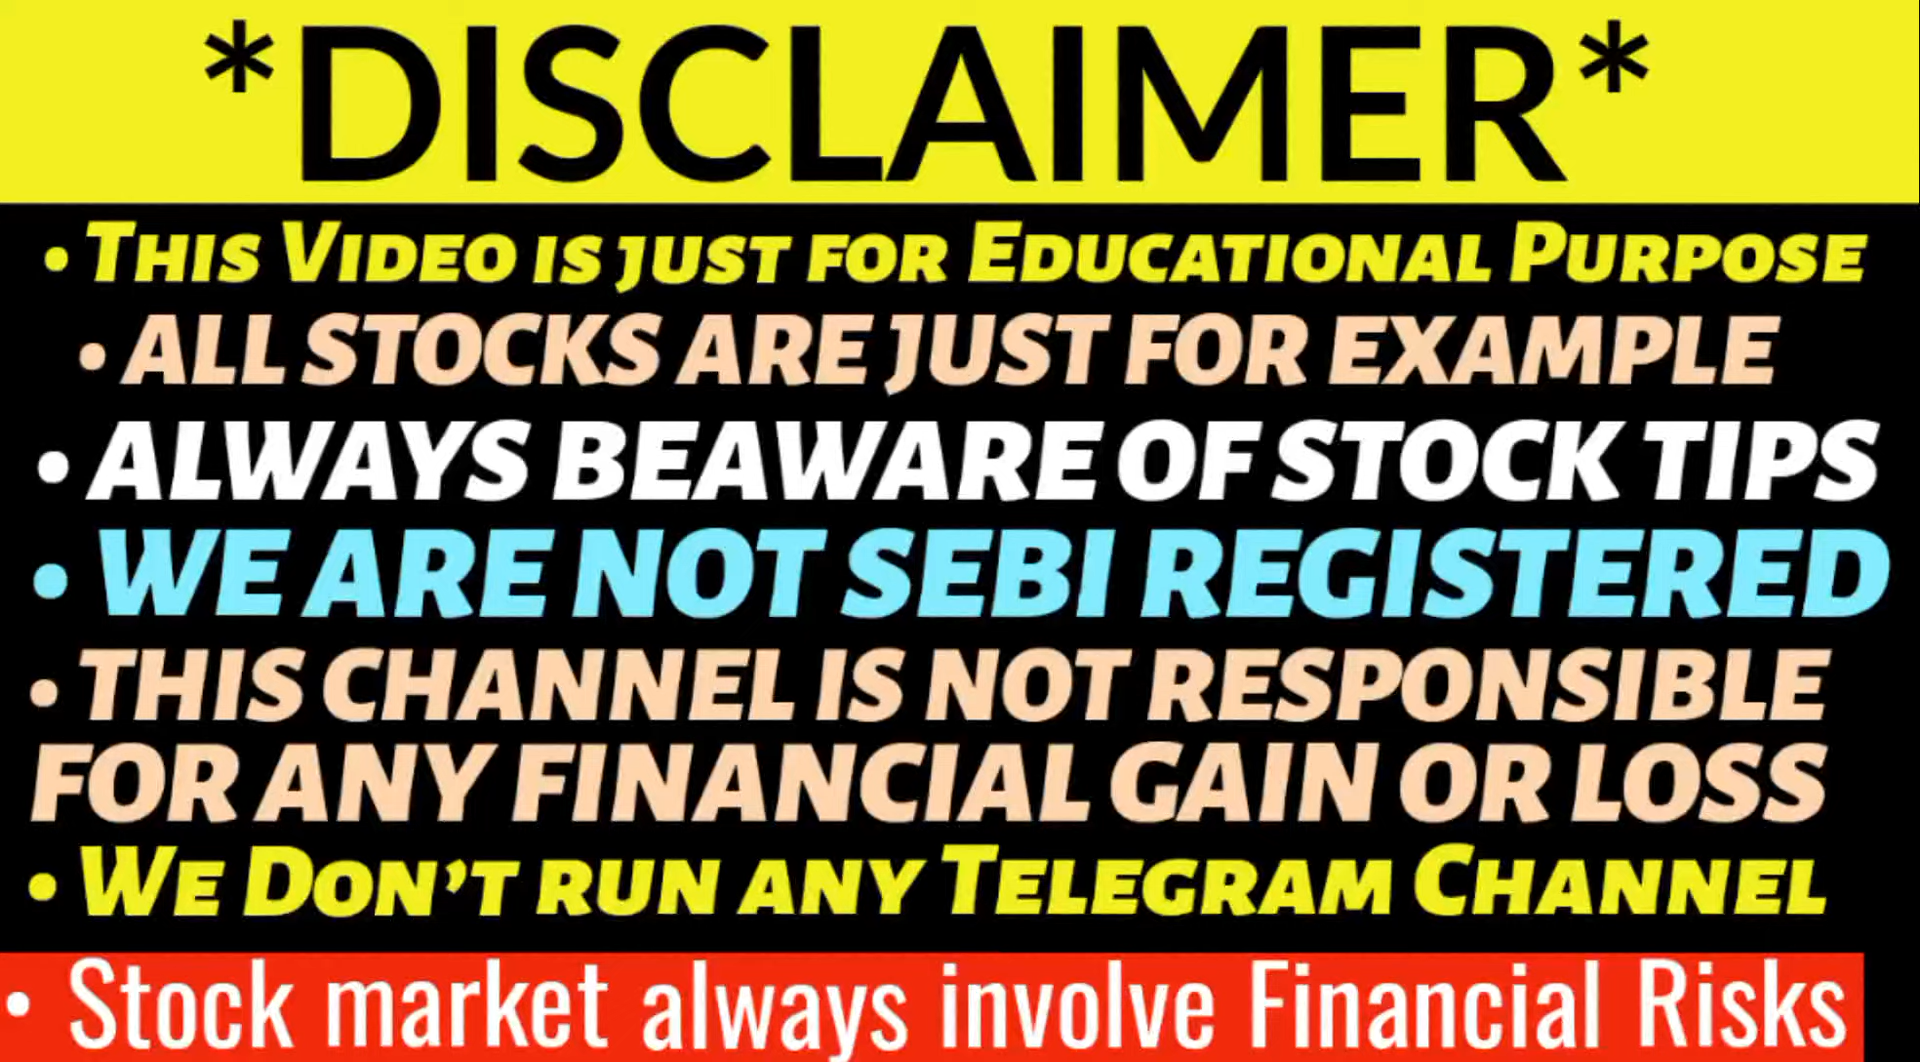 *DISCLAIMER*
• THIS VIDEO IS JUST FOR EDUCATIONAL PURPOSE
• ALL STOCKS ARE JUST FOR EXAMPLE
• ALWAYS BEAWARE OF STOCK TIPS
• WE ARE NOT SEBI REGISTERED
• THIS CHANNEL IS NOT RESPONSIBLE
FOR ANY FINANCIAL GAIN OR LOSS
• WE DON'T RUN ANY TELEGRAM CHANNEL
• Stock market always involve Financial Risks